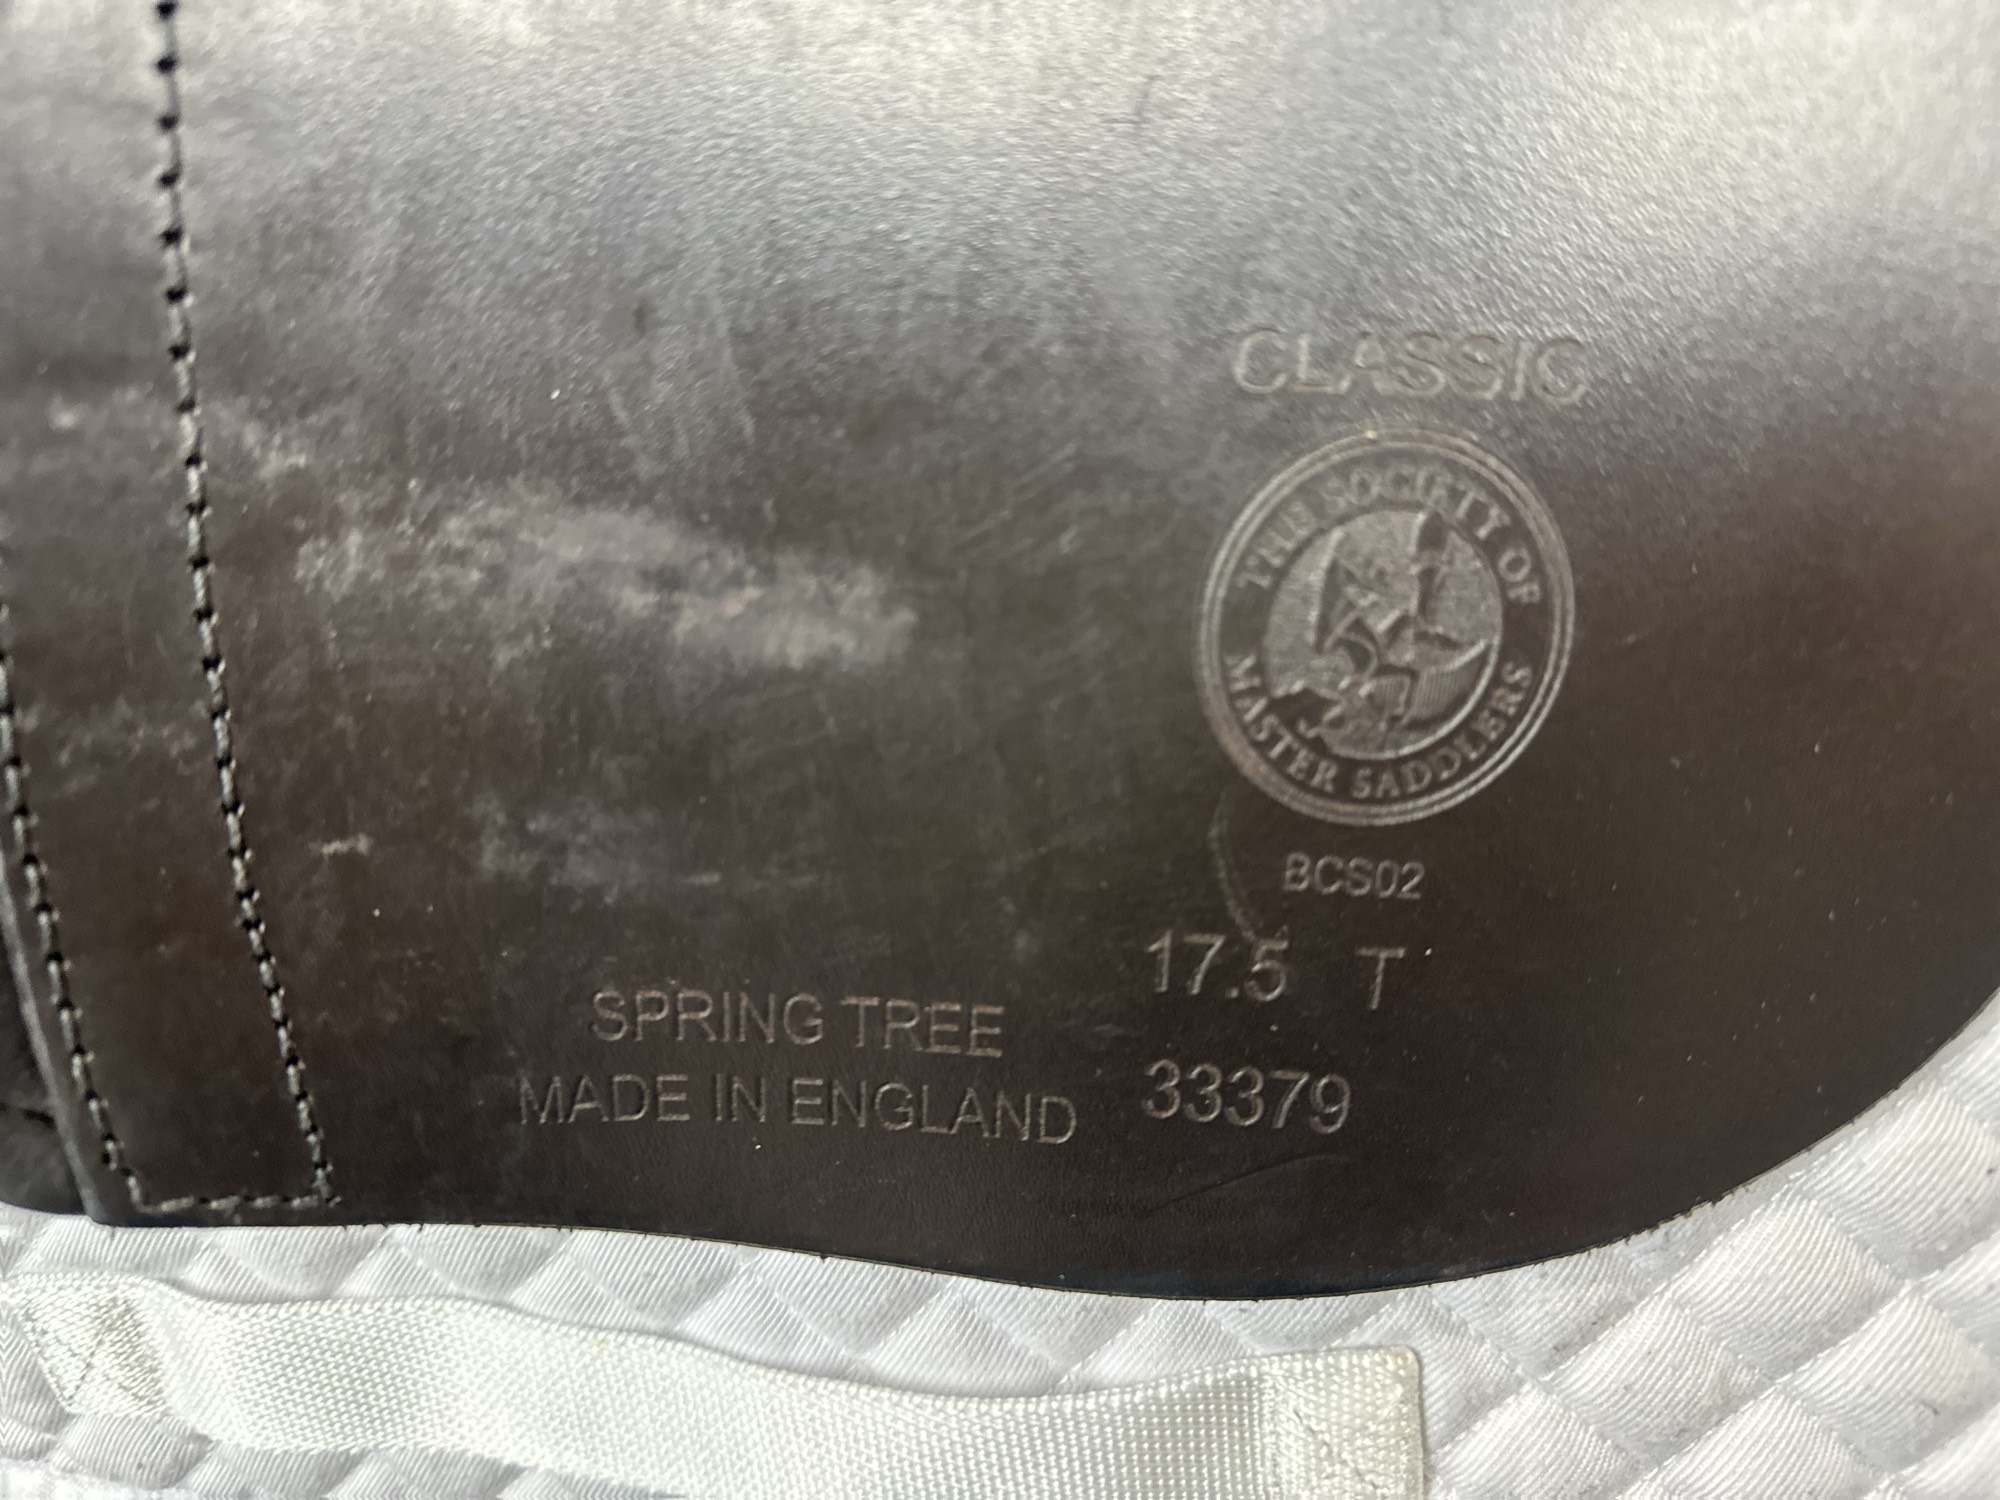 CLASSIC
THE SOCIETY OF
MASTER SADDLERS
BCS02
17.5 T
SPRING TREE
MADE IN ENGLAND
33379